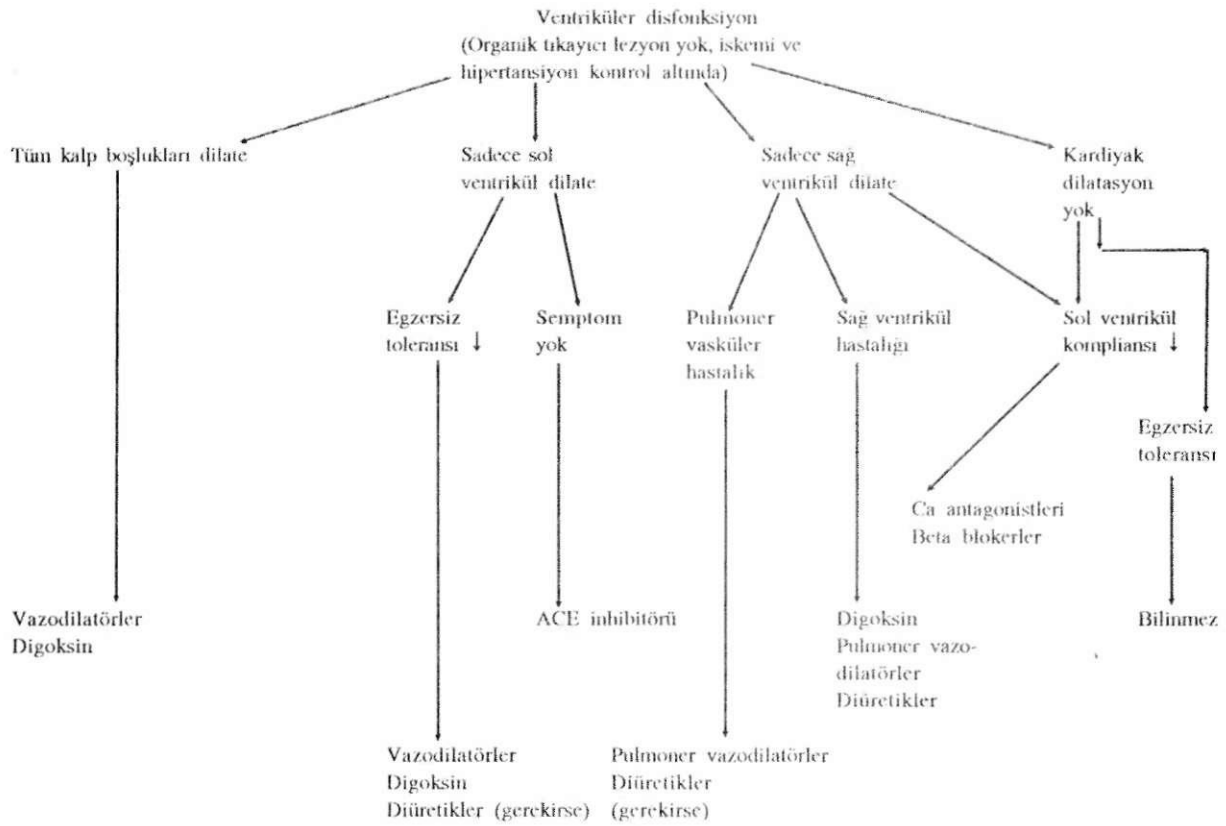 Ventriküler disfonksiyon
(Organik tıkayıcı lezyon yok, iskemi ve
hipertansiyon kontrol altında)
Tüm kalp boşlukları dilate
Sadece sol
ventrikül dilate
Sadece sağ
ventrikül dilate
Kardiyak
dilatasyon
yok
Egzersiz
toleransı ↓
Semptom
yok
Pulmoner
vasküler
hastalık
Sağ ventrikül
hastalığı
Sol ventrikül
kompliansı ↓
Egzersiz
toleransı
Ca antagonistleri
Beta blokerler
Vazodilatörler
Digoksin
ACE inhibitörü
Digoksin
Pulmoner vazo-
dilatörler
Diüretikler
Bilinmez
Vazodilatörler
Digoksin
Diüretikler (gerekirse)
Pulmoner vazodilatörler
Diüretikler
(gerekirse)